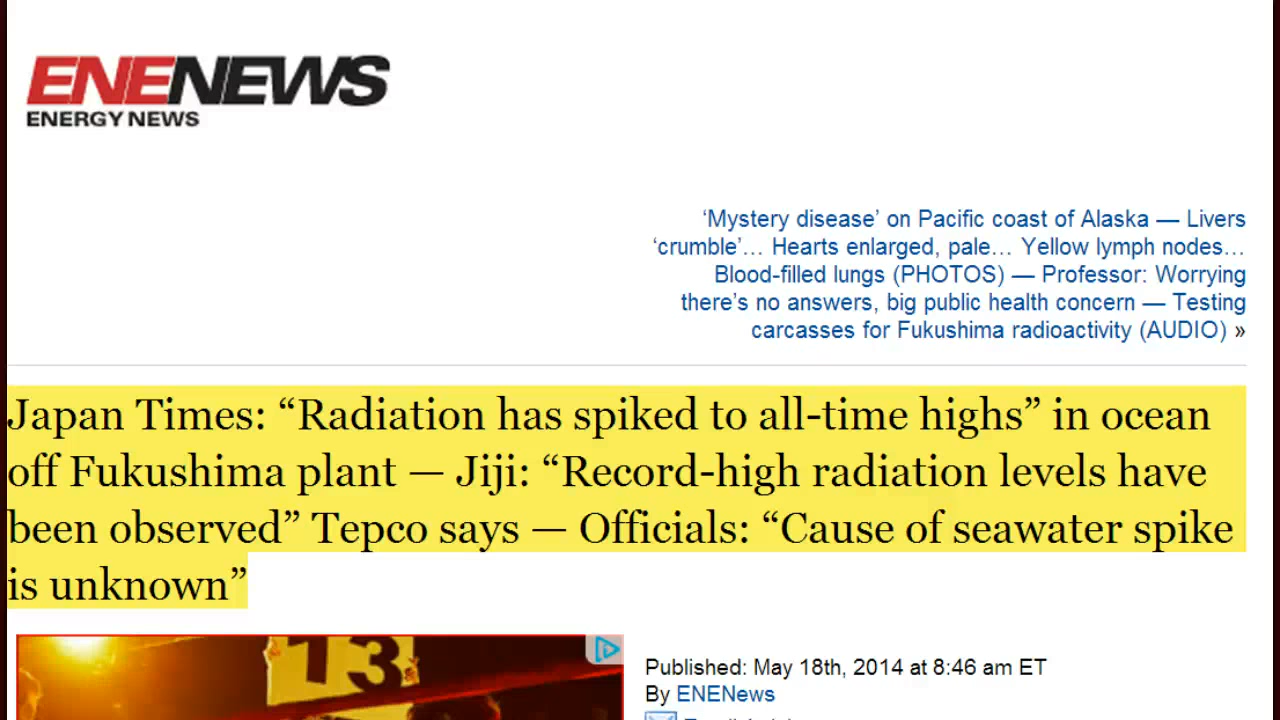 ENENEWS
ENERGY NEWS
‘Mystery disease’ on Pacific coast of Alaska — Livers
‘crumble’… Hearts enlarged, pale… Yellow lymph nodes…
Blood-filled lungs (PHOTOS) — Professor: Worrying
there’s no answers, big public health concern — Testing
carcasses for Fukushima radioactivity (AUDIO) »
Japan Times: “Radiation has spiked to all-time highs” in ocean
off Fukushima plant — Jiji: “Record-high radiation levels have
been observed” Tepco says — Officials: “Cause of seawater spike
is unknown”
13
Published: May 18th, 2014 at 8:46 am ET
By ENENews